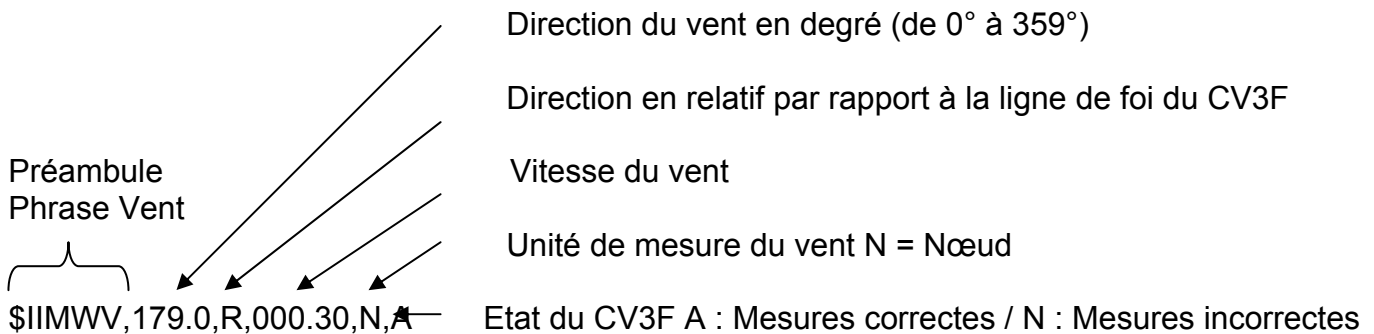 Direction du vent en degré (de 0° à 359°)
Direction en relatif par rapport à la ligne de foi du CV3F
Préambule
Phrase Vent
Vitesse du vent
Unité de mesure du vent N = Nœud
$IIMWV,179.0,R,000.30,N,A
Etat du CV3F A : Mesures correctes / N : Mesures incorrectes